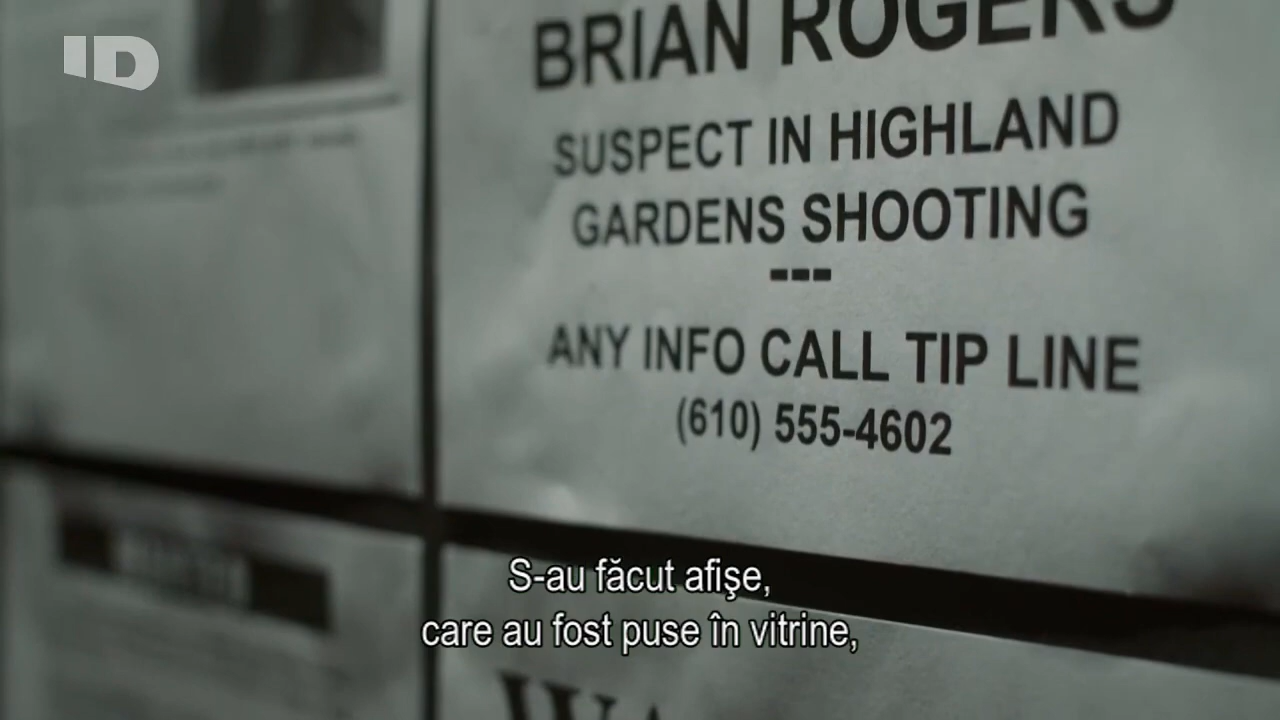 ID
BRIAN ROGERS
SUSPECT IN HIGHLAND
GARDENS SHOOTING
---
ANY INFO CALL TIP LINE
(610) 555-4602
S-au făcut afişe,
care au fost puse în vitrine,